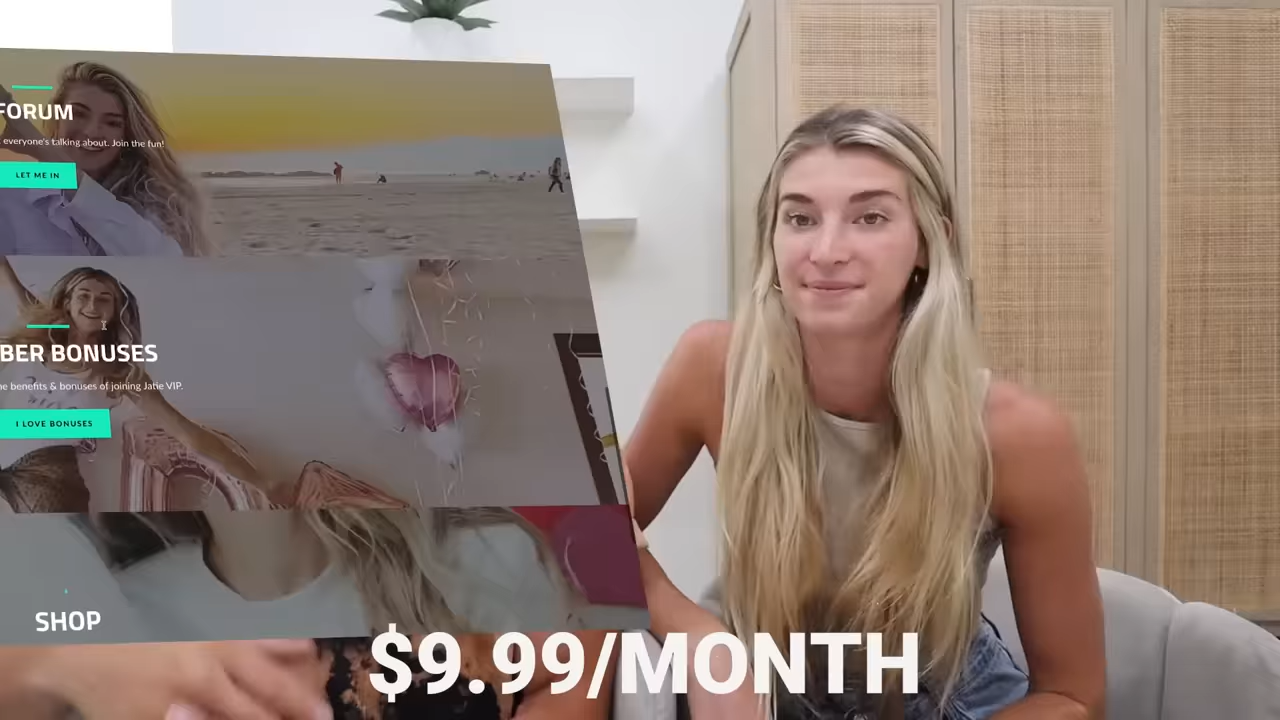 FORUM
everyone's talking about. Join the fun!
LET ME IN
BER BONUSES
benefits & bonuses of joining Jatie VIP.
I LOVE BONUSES
SHOP
$9.99/MONTH